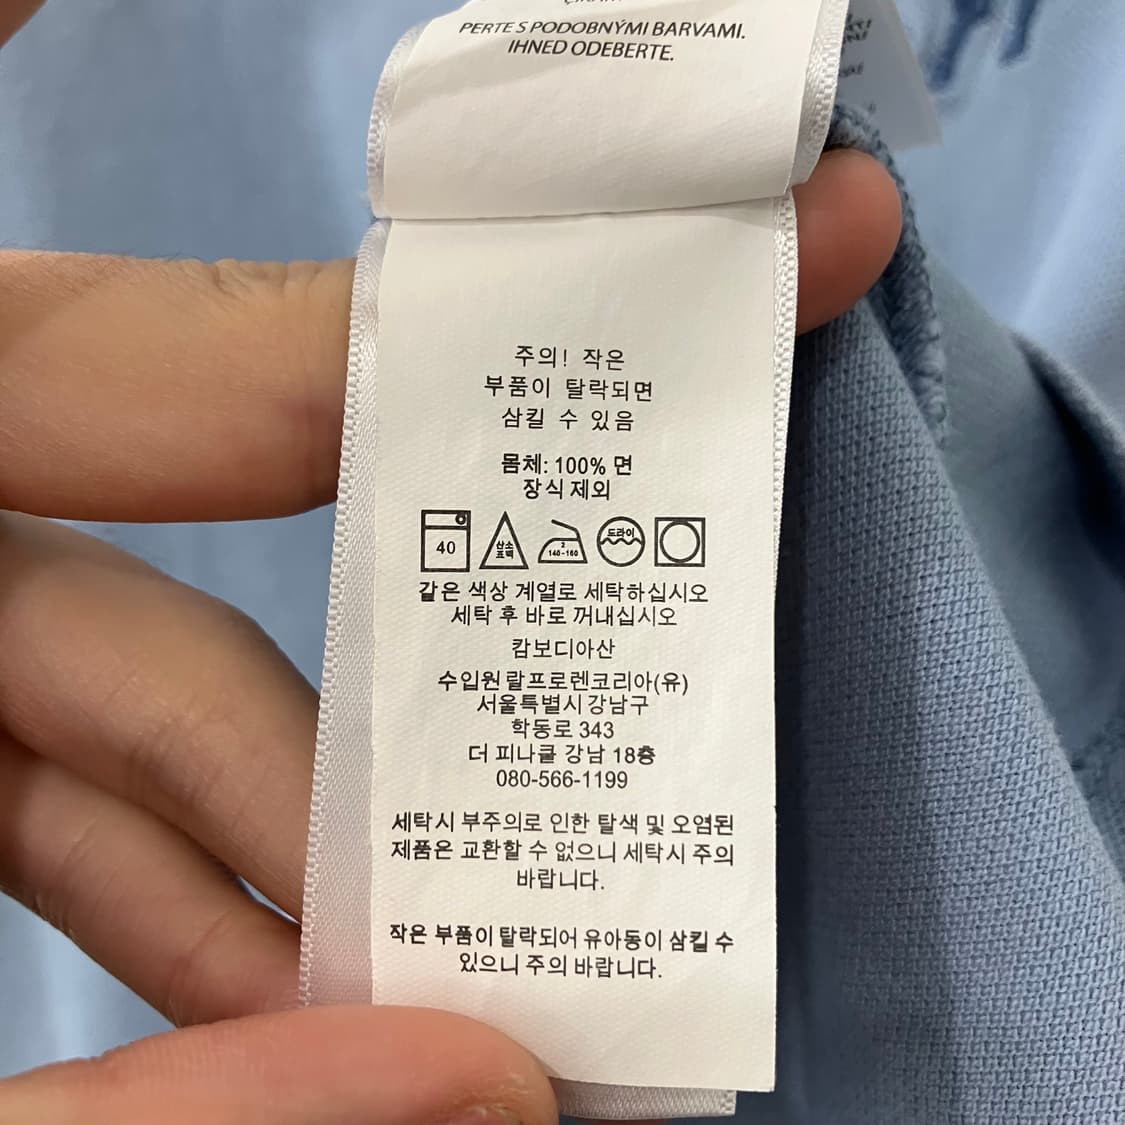 PERTE S PODOBNÝMI BARVAMI.
IHNED ODEBERTE.
주의! 작은
부품이 탈락되면
삼킬 수 있음
몸체: 100% 면
장식 제외
40
산소
표백
2
140-160
드라이
같은 색상 계열로 세탁하십시오
세탁 후 바로 꺼내십시오
캄보디아산
수입원 랄프로렌코리아(유)
서울특별시 강남구
학동로 343
더 피나클 강남 18층
080-566-1199
세탁시 부주의로 인한 탈색 및 오염된
제품은 교환할 수 없으니 세탁시 주의
바랍니다.
작은 부품이 탈락되어 유아동이 삼킬 수
있으니 주의 바랍니다.